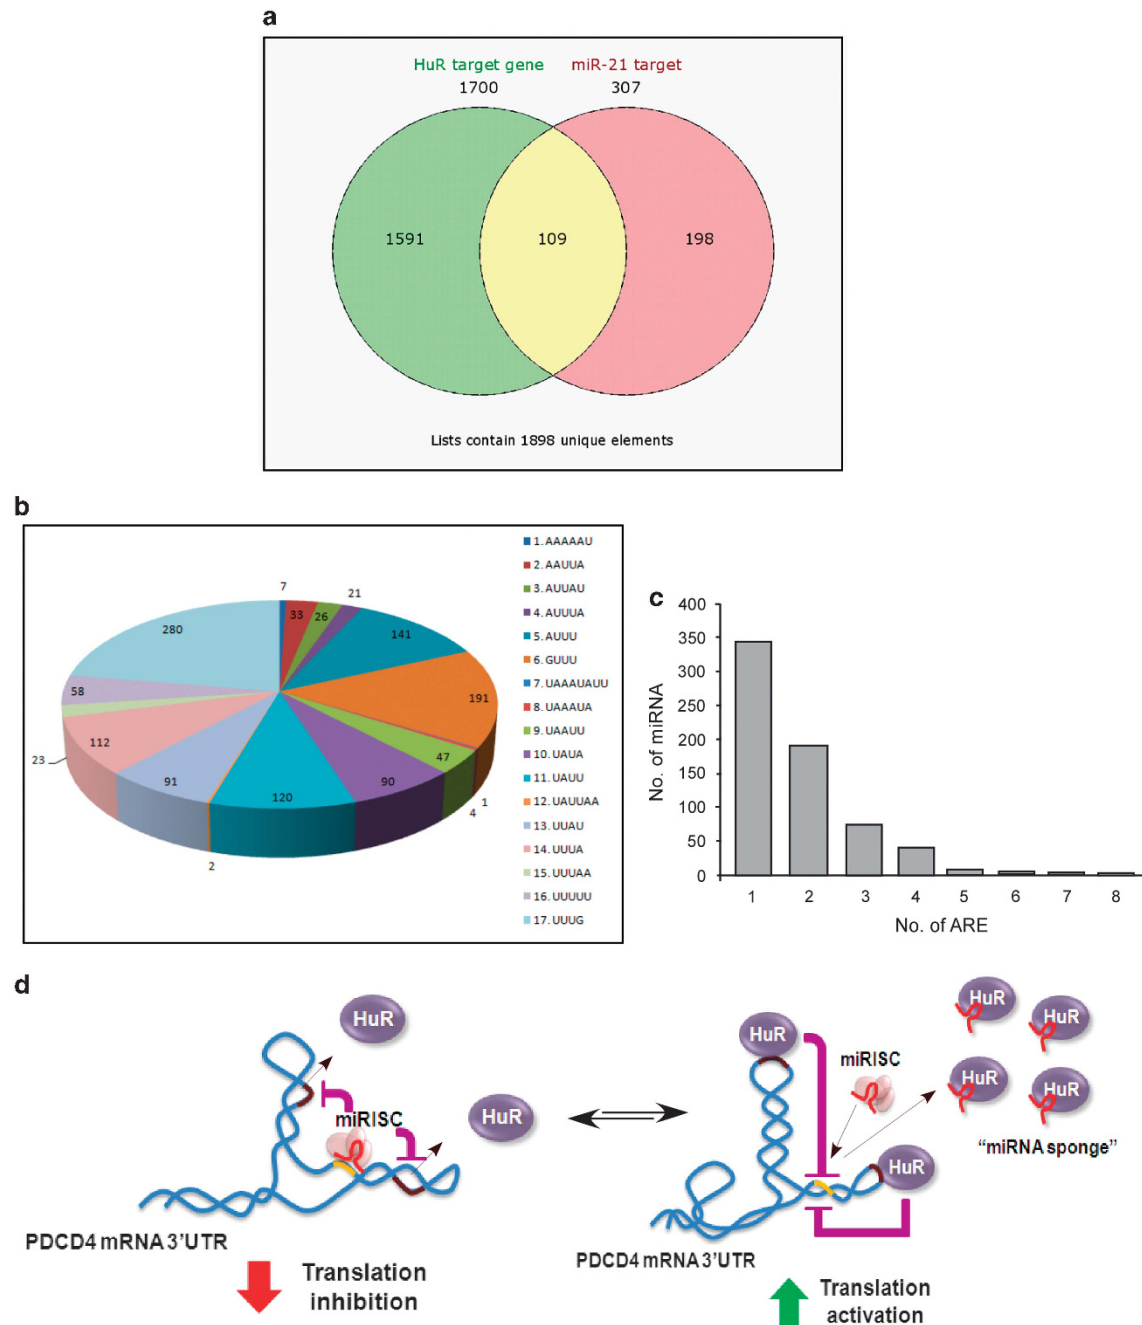 a
HuR target gene
miR-21 target
1700
307
1591
109
198
Lists contain 1898 unique elements
b
7
33
26
21
141
191
1
4
47
90
120
2
91
112
23
58
280
1. AAAAAU
2. AAUUA
3. AUUAU
4. AUUUA
5. AUUU
6. GUUU
7. UAAAUAUU
8. UAAAUA
9. UAAUU
10. UAUA
11. UAUU
12. UAUUAA
13. UUAU
14. UUUA
15. UUUAA
16. UUUUU
17. UUUG
c
400
350
300
250
200
150
100
50
0
No. of miRNA
1 2 3 4 5 6 7 8
No. of ARE
d
HuR
miRISC
HuR
PDCD4 mRNA 3’UTR
Translation
inhibition
HuR
miRISC
HuR
HuR
HuR
HuR
“miRNA sponge”
HuR
PDCD4 mRNA 3’UTR
Translation
activation